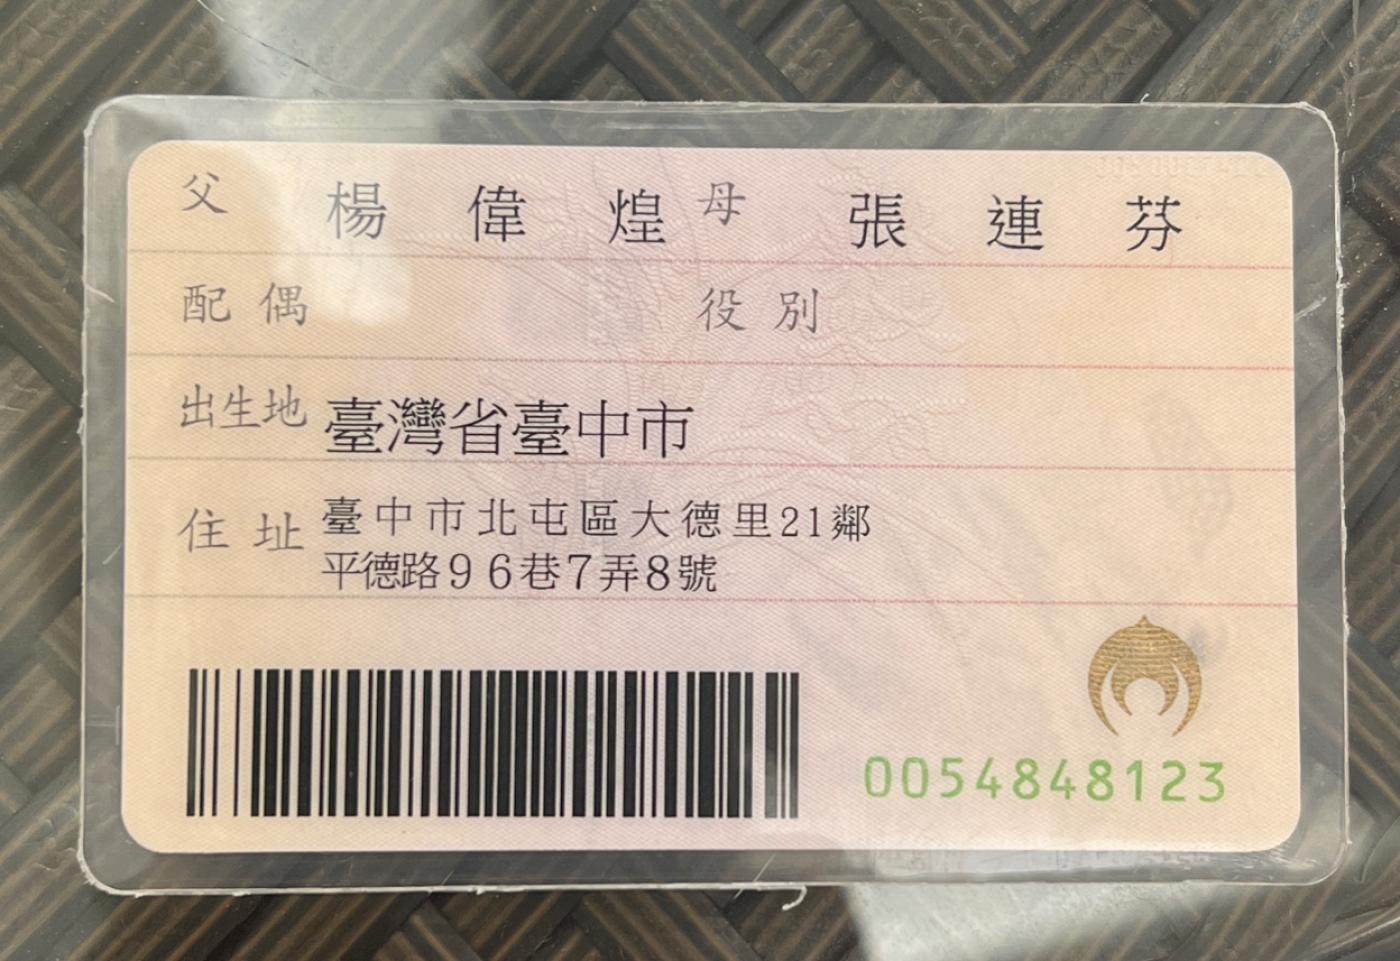 父 楊偉煌 母 張連芬
配偶 役別
出生地 臺灣省臺中市
住址 臺中市北屯區大德里21鄰
平德路96巷7弄8號
0054848123